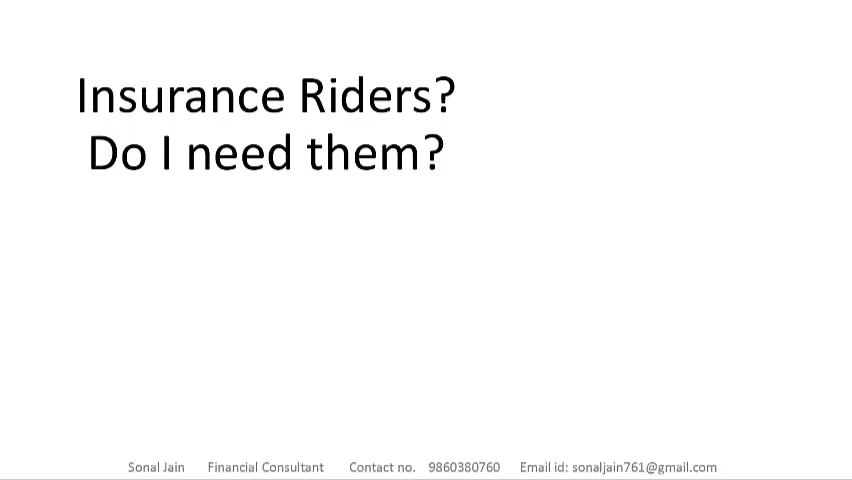 Insurance Riders?
Do I need them?
Sonal Jain Financial Consultant Contact no. 9860380760 Email id: sonaljain761@gmail.com